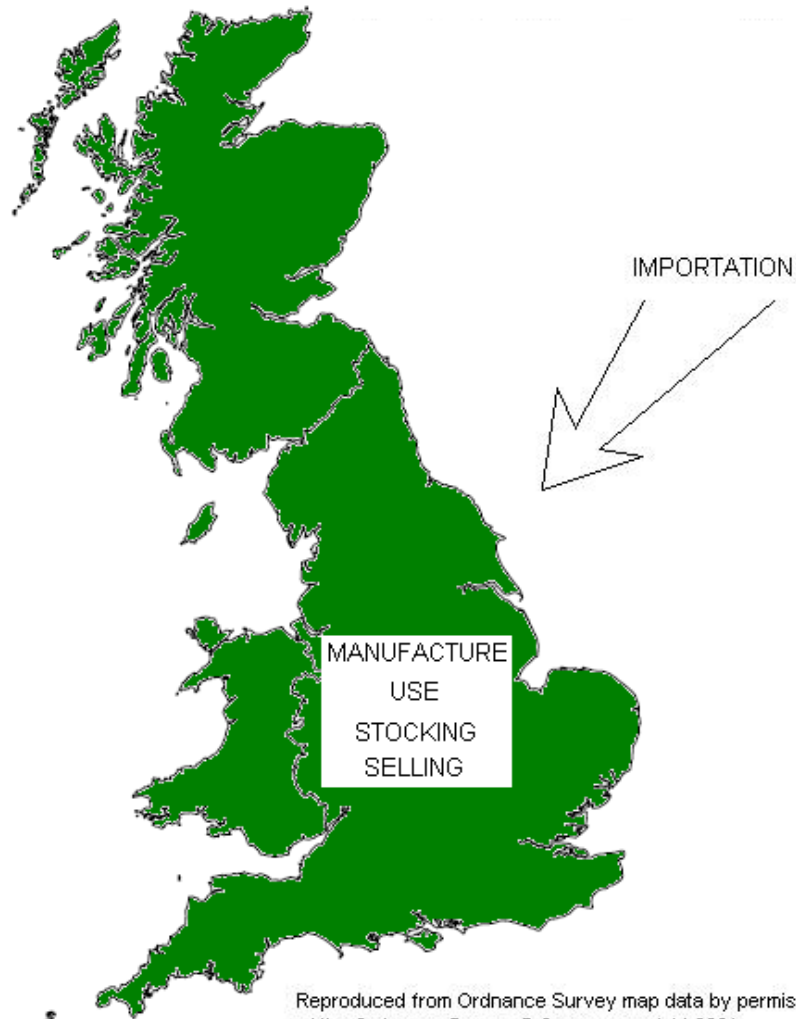 IMPORTATION
MANUFACTURE
USE
STOCKING
SELLING
Reproduced from Ordnance Survey map data by permis